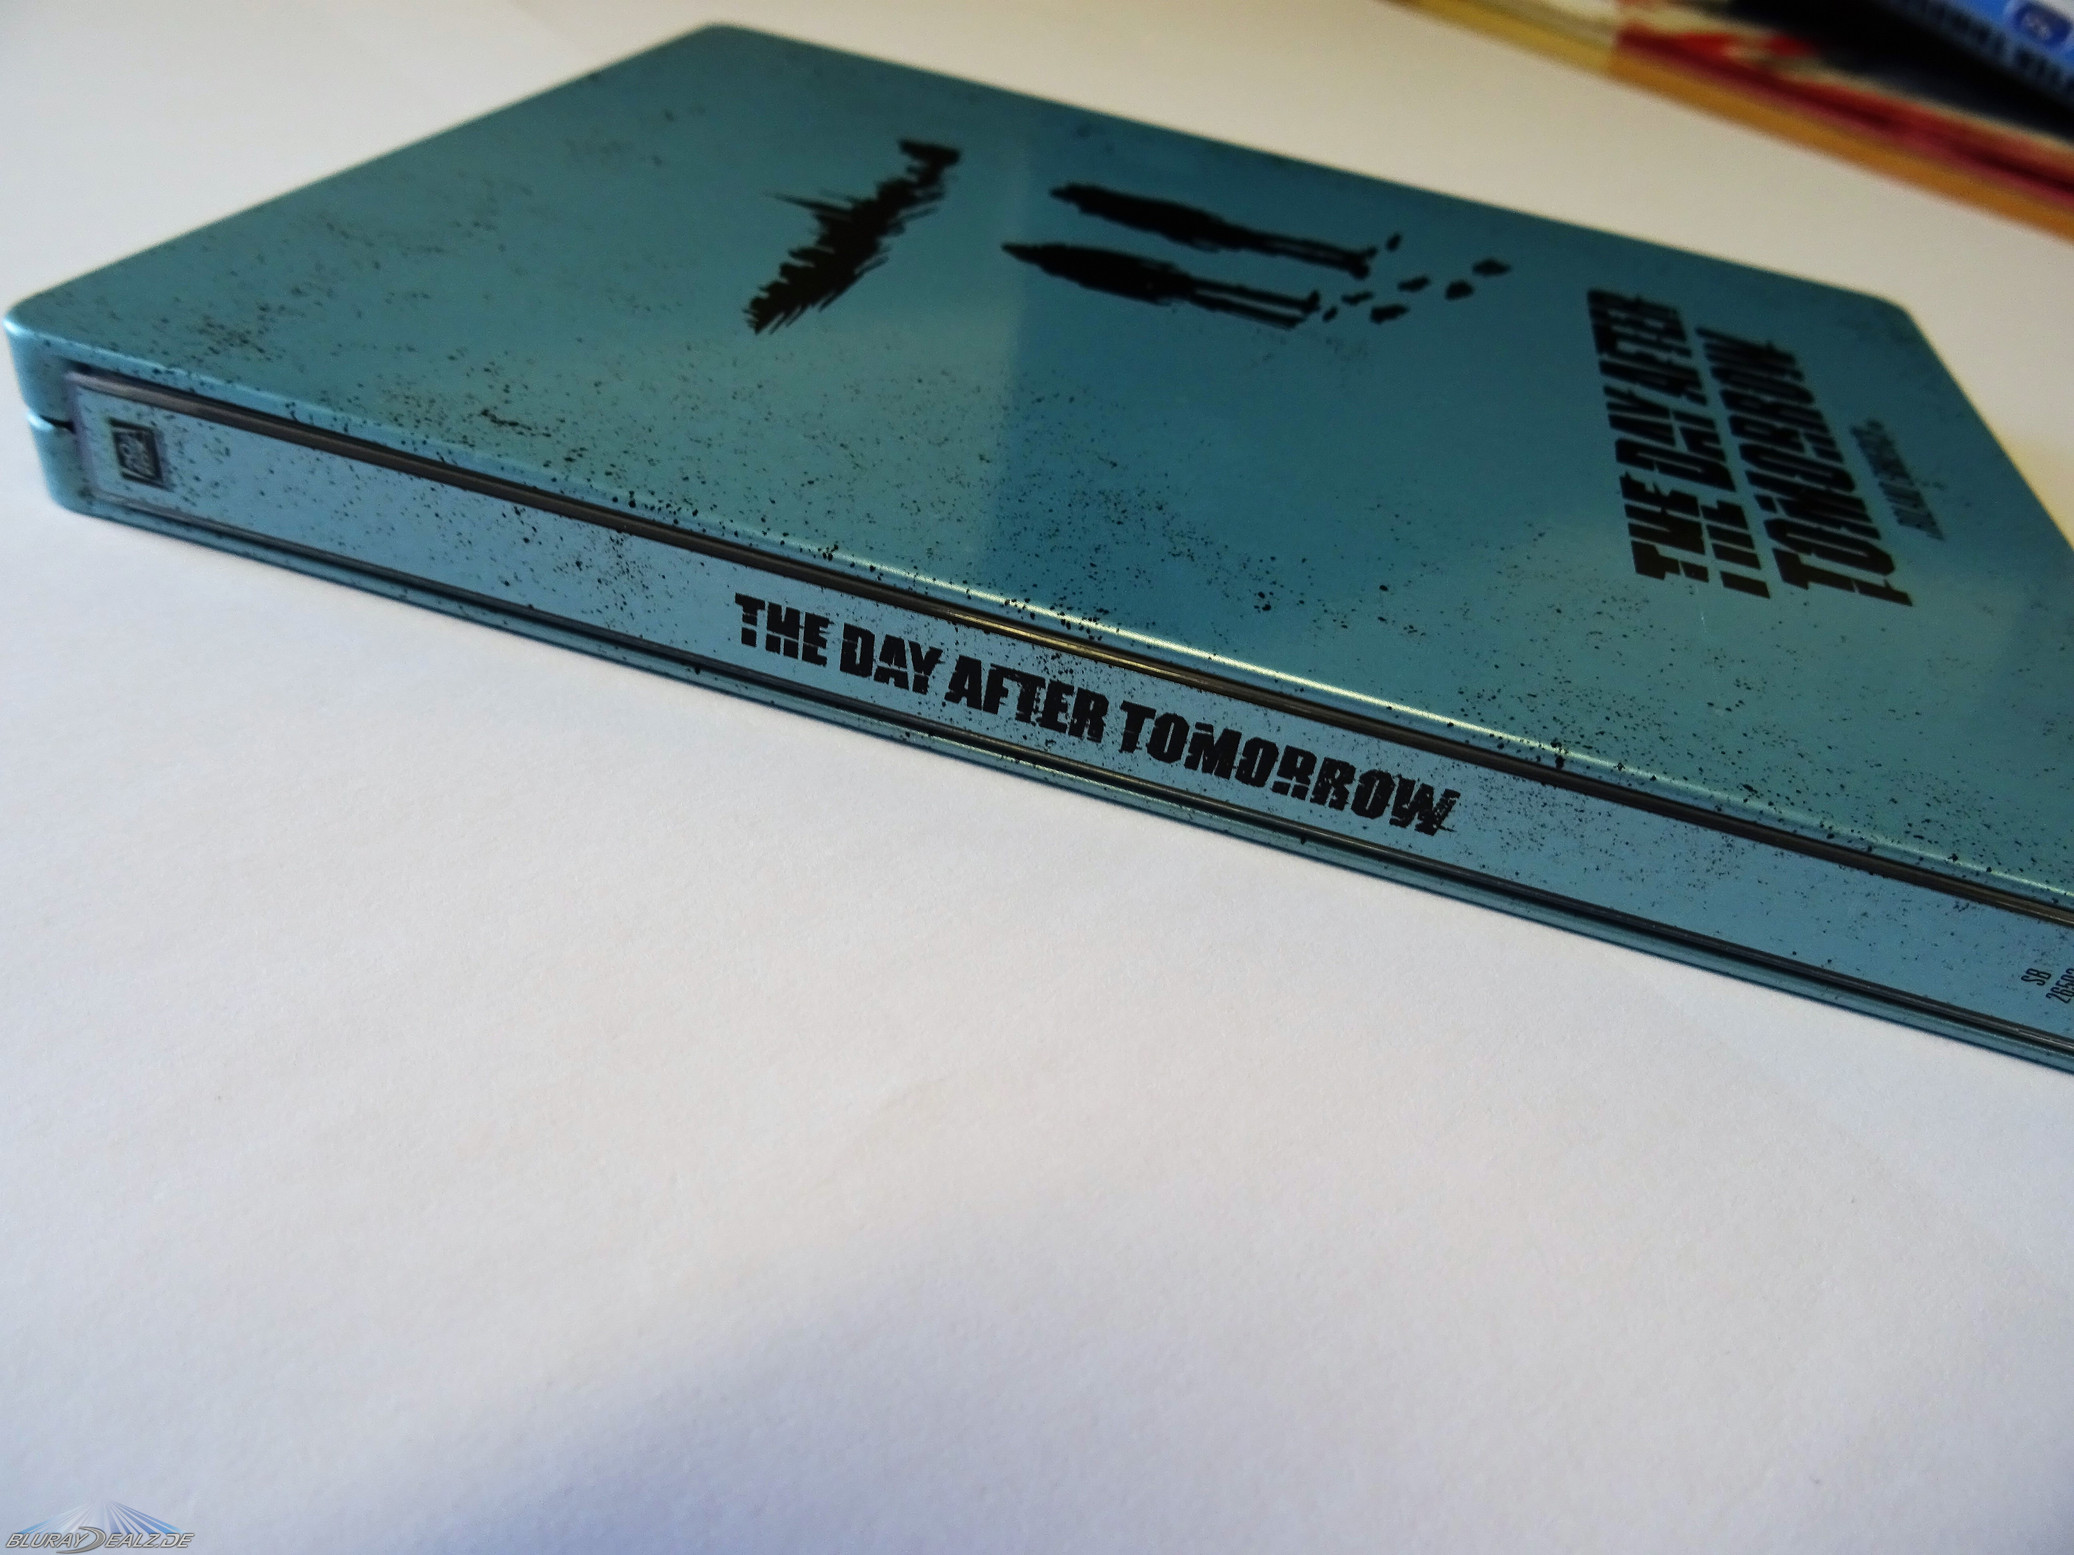 THE DAY AFTER
TOMORROW
THE DAY AFTER TOMORROW
SB
BLURAYDEALZ.DE